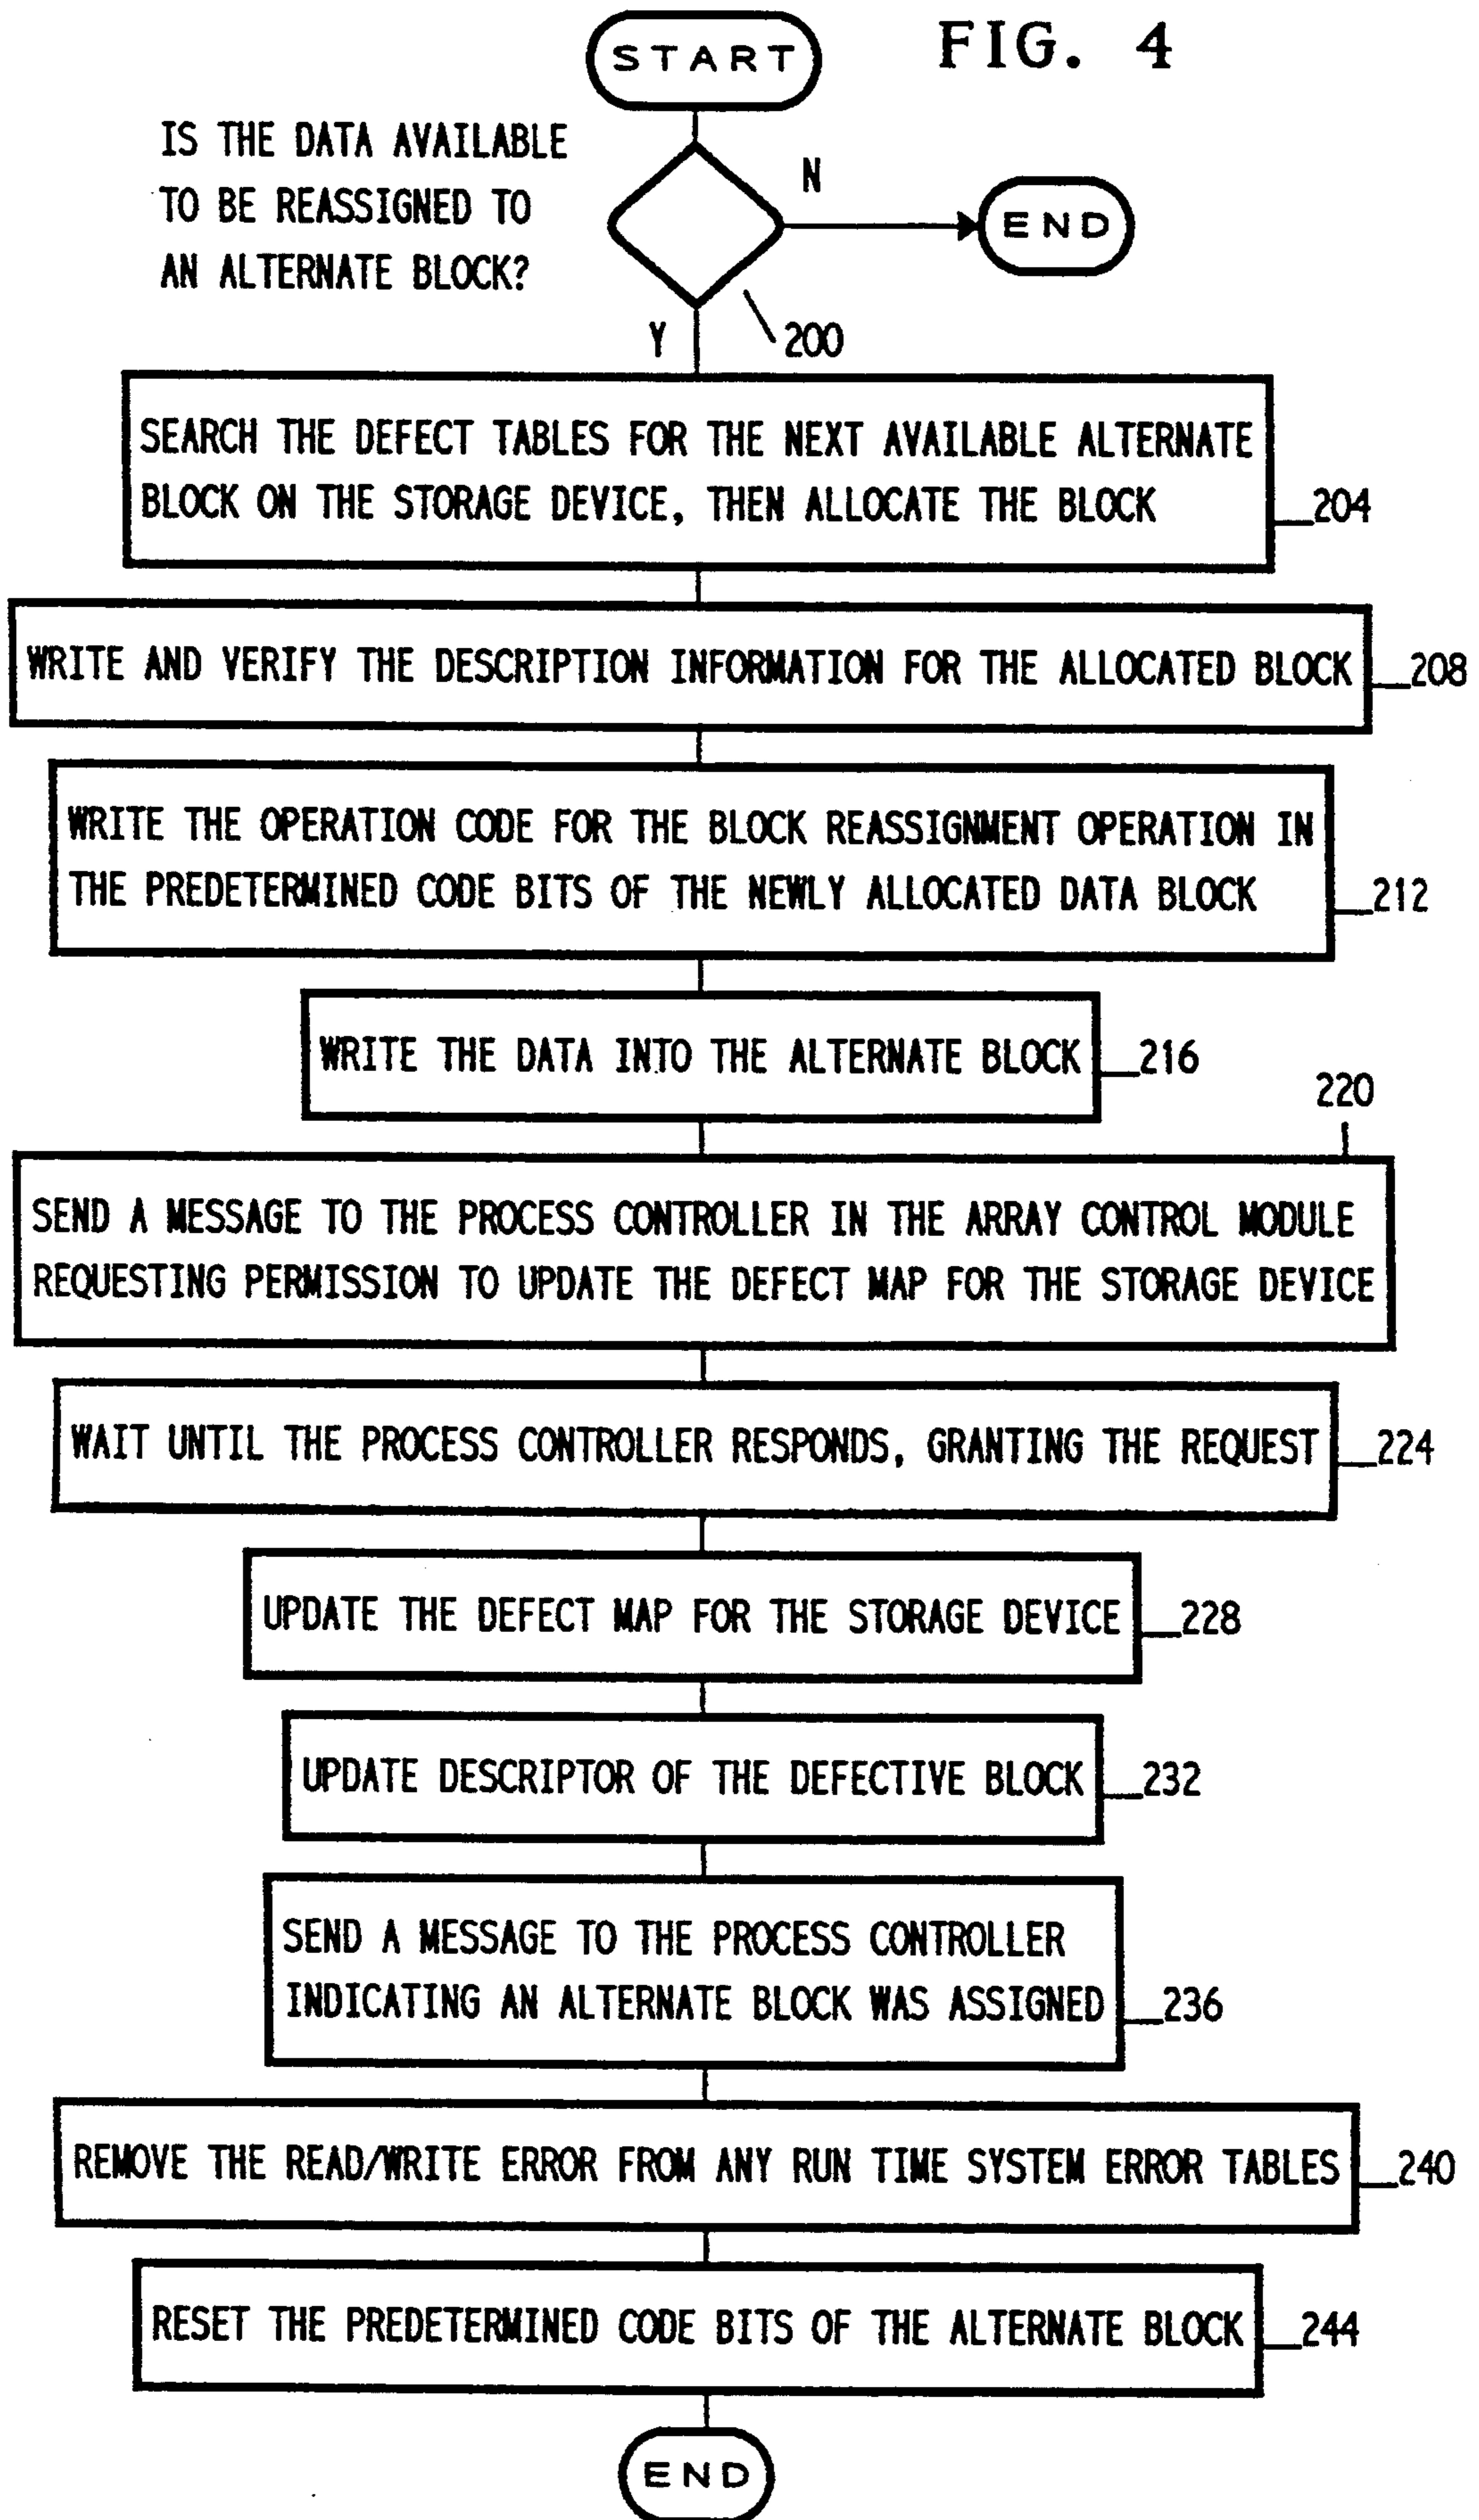 START
FIG. 4
IS THE DATA AVAILABLE
TO BE REASSIGNED TO
AN ALTERNATE BLOCK?
N
END
Y
200
SEARCH THE DEFECT TABLES FOR THE NEXT AVAILABLE ALTERNATE
BLOCK ON THE STORAGE DEVICE, THEN ALLOCATE THE BLOCK
204
WRITE AND VERIFY THE DESCRIPTION INFORMATION FOR THE ALLOCATED BLOCK
208
WRITE THE OPERATION CODE FOR THE BLOCK REASSIGNMENT OPERATION IN
THE PREDETERMINED CODE BITS OF THE NEWLY ALLOCATED DATA BLOCK
212
WRITE THE DATA INTO THE ALTERNATE BLOCK
216
220
SEND A MESSAGE TO THE PROCESS CONTROLLER IN THE ARRAY CONTROL MODULE
REQUESTING PERMISSION TO UPDATE THE DEFECT MAP FOR THE STORAGE DEVICE
WAIT UNTIL THE PROCESS CONTROLLER RESPONDS, GRANTING THE REQUEST
224
UPDATE THE DEFECT MAP FOR THE STORAGE DEVICE
228
UPDATE DESCRIPTOR OF THE DEFECTIVE BLOCK
232
SEND A MESSAGE TO THE PROCESS CONTROLLER
INDICATING AN ALTERNATE BLOCK WAS ASSIGNED
236
REMOVE THE READ/WRITE ERROR FROM ANY RUN TIME SYSTEM ERROR TABLES
240
RESET THE PREDETERMINED CODE BITS OF THE ALTERNATE BLOCK
244
END